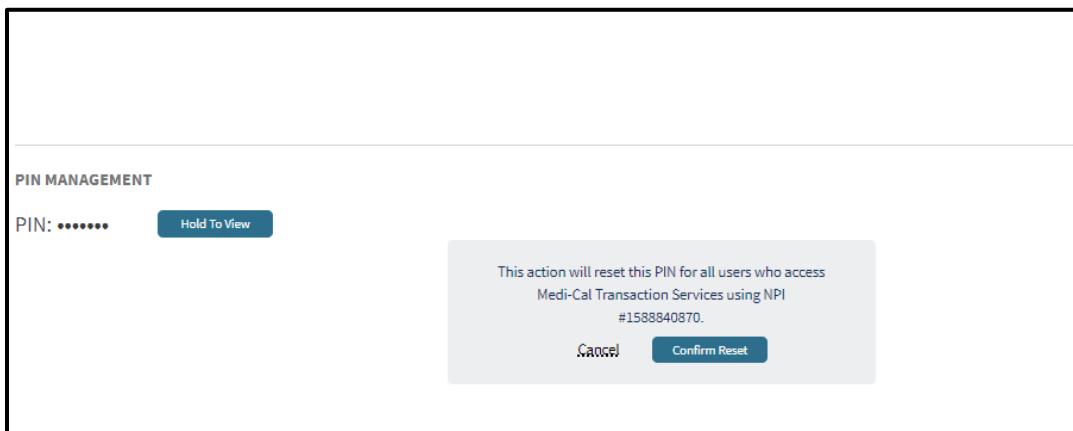 PIN MANAGEMENT
PIN: •••••••
Hold To View
This action will reset this PIN for all users who access
Medi-Cal Transaction Services using NPI
#1588840870.
Cancel
Confirm Reset